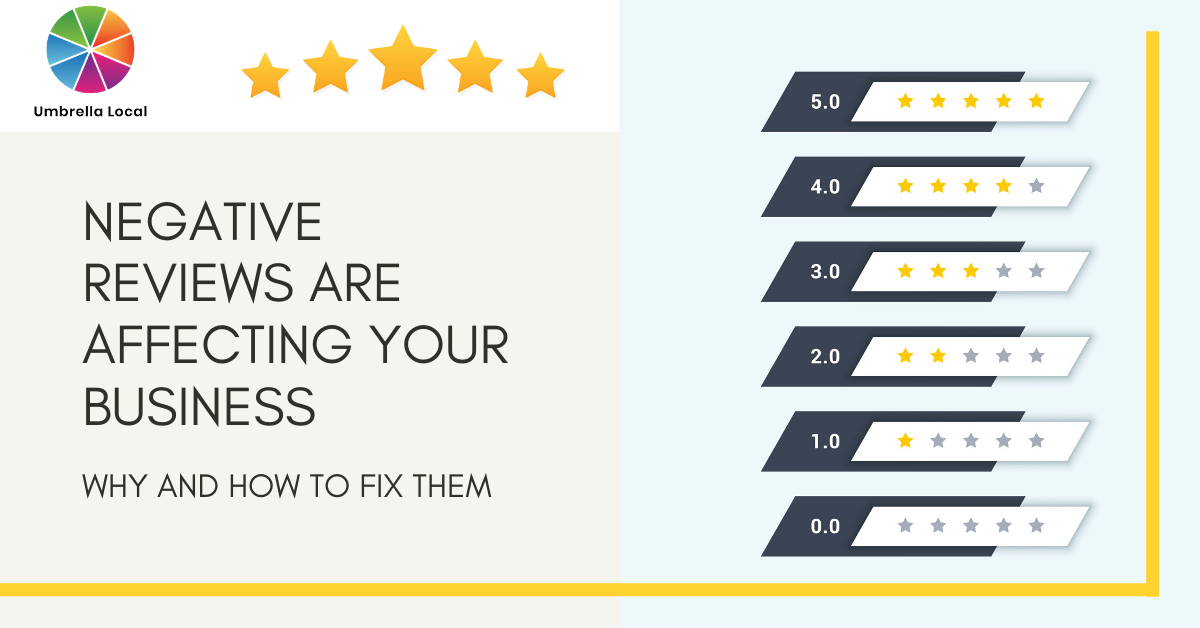 Umbrella Local
NEGATIVE
REVIEWS ARE
AFFECTING YOUR
BUSINESS
WHY AND HOW TO FIX THEM
5.0
4.0
3.0
2.0
1.0
0.0